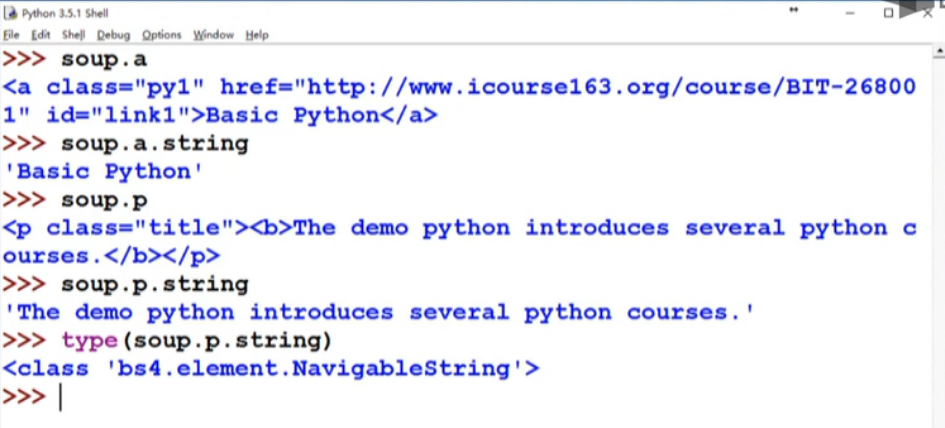 Python 3.5.1 Shell
File Edit Shell Debug Options Window Help
>>> soup.a
<a class="py1" href="http://www.icourse163.org/course/BIT-26800
1" id="link1">Basic Python</a>
>>> soup.a.string
'Basic Python'
>>> soup.p
<p class="title"><b>The demo python introduces several python c
ourses.</b></p>
>>> soup.p.string
'The demo python introduces several python courses.'
>>> type(soup.p.string)
<class 'bs4.element.NavigableString'>
>>>